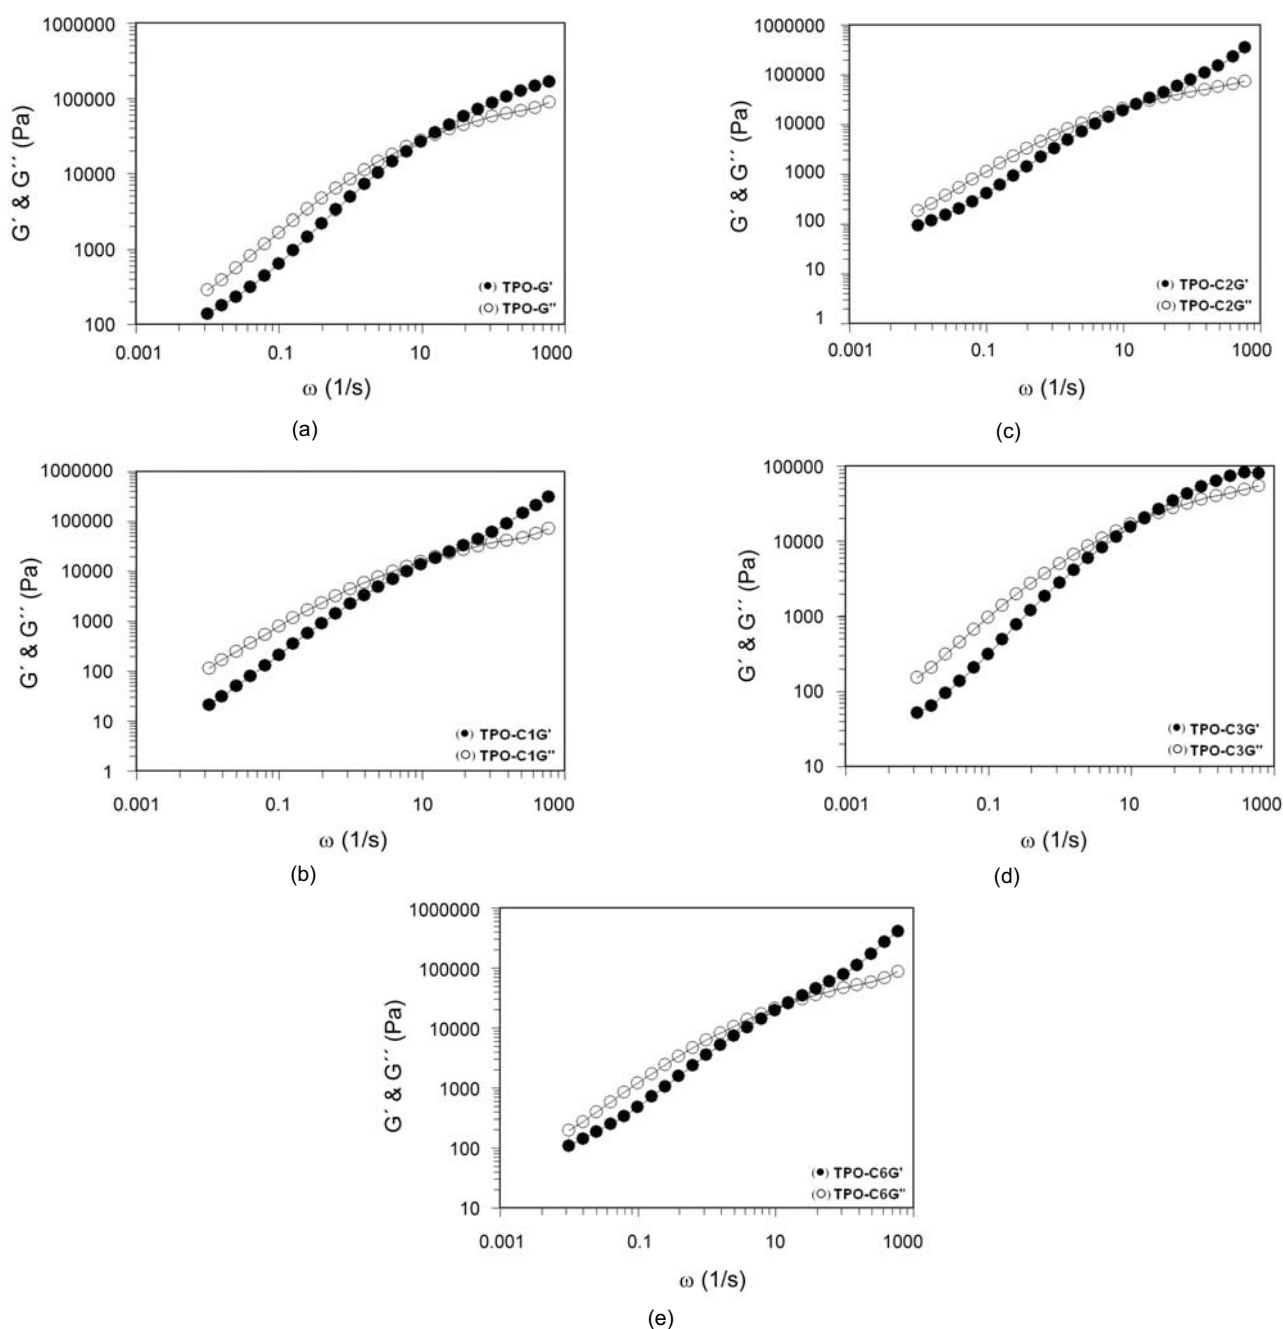 1000000
100000
10000
1000
100
G´ & G´´ (Pa)
(●) TPO-G'
(○) TPO-G"
0.001 0.1 10 1000
ω (1/s)
(a)
1000000
100000
10000
1000
100
10
1
G´ & G´´ (Pa)
(●) TPO-C2G'
(○) TPO-C2G"
0.001 0.1 10 1000
ω (1/s)
(c)
1000000
100000
10000
1000
100
10
1
G´ & G´´ (Pa)
(●) TPO-C1G'
(○) TPO-C1G"
0.001 0.1 10 1000
ω (1/s)
(b)
100000
10000
1000
100
10
G´ & G´´ (Pa)
(●) TPO-C3G'
(○) TPO-C3G"
0.001 0.1 10 1000
ω (1/s)
(d)
1000000
100000
10000
1000
100
10
G´ & G´´ (Pa)
(●) TPO-C6G'
(○) TPO-C6G"
0.001 0.1 10 1000
ω (1/s)
(e)